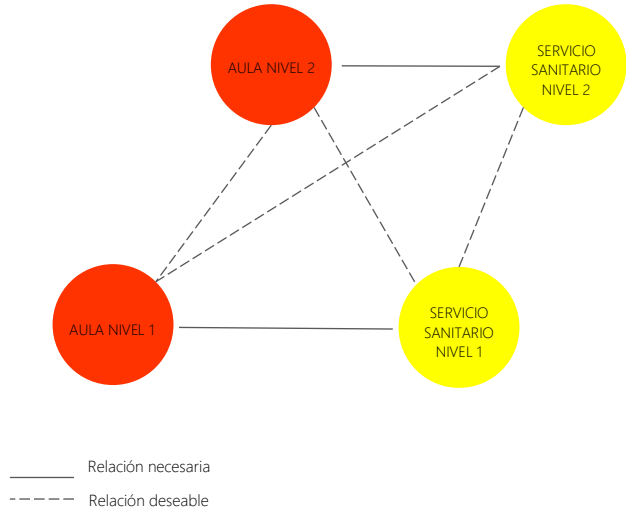 AULA NIVEL 2
SERVICIO
SANITARIO
NIVEL 2
AULA NIVEL 1
SERVICIO
SANITARIO
NIVEL 1
Relación necesaria
Relación deseable